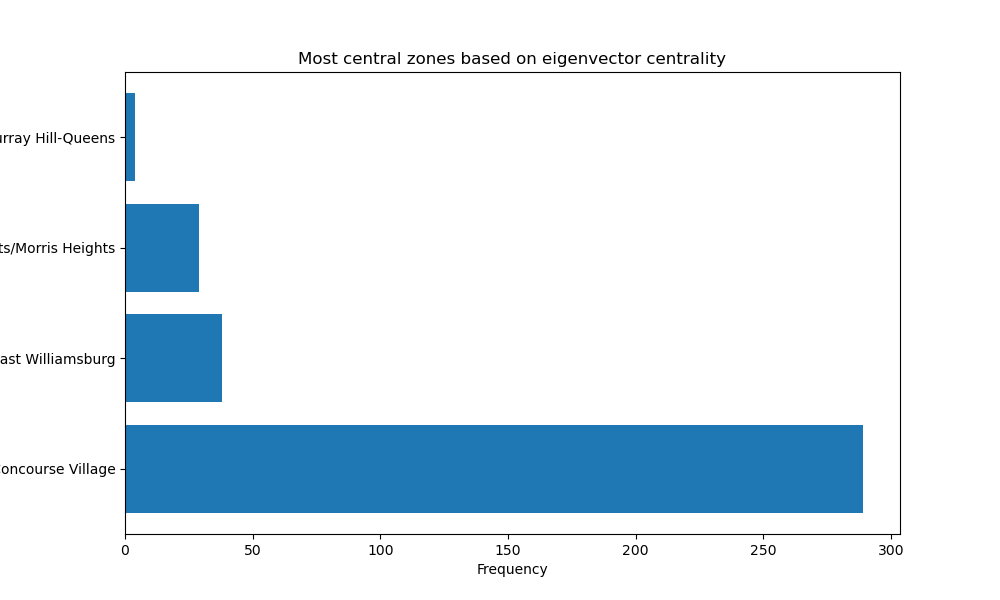 Most central zones based on eigenvector centrality
urray Hill-Queens
ts/Morris Heights
ast Williamsburg
oncourse Village
0 50 100 150 200 250 300
Frequency